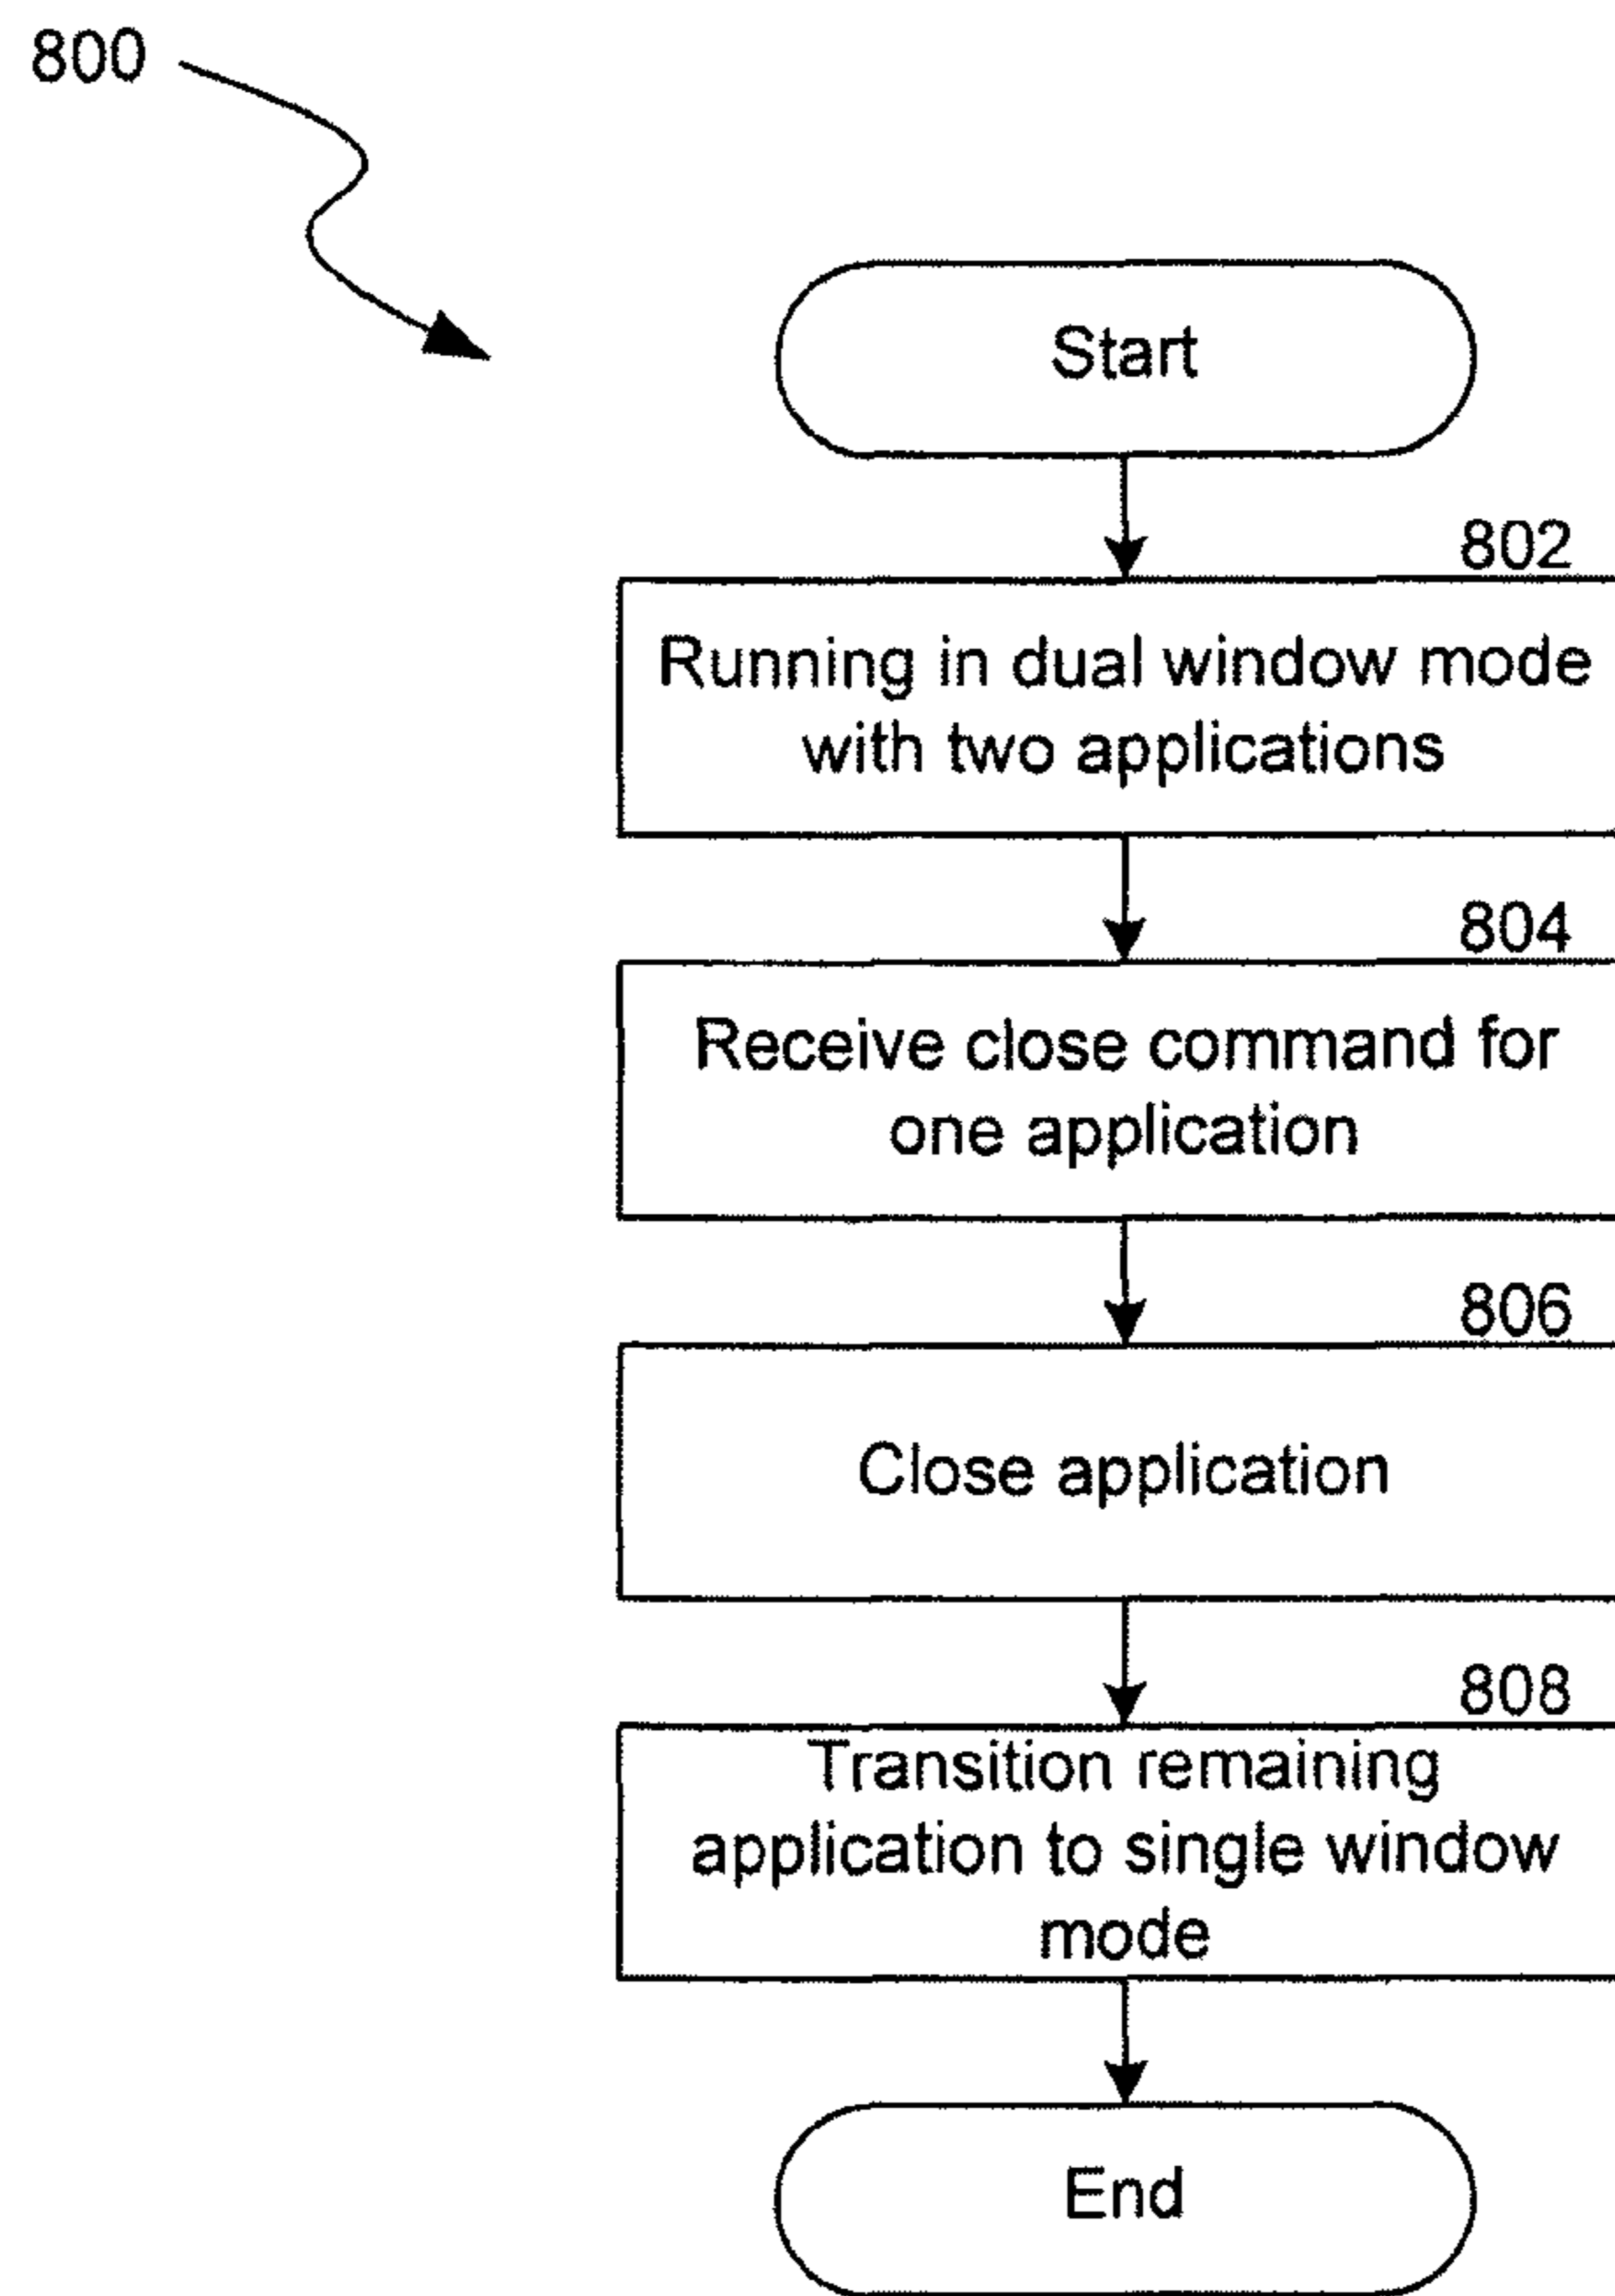 800
Start
802
Running in dual window mode
with two applications
804
Receive close command for
one application
806
Close application
808
Transition remaining
application to single window
mode
End